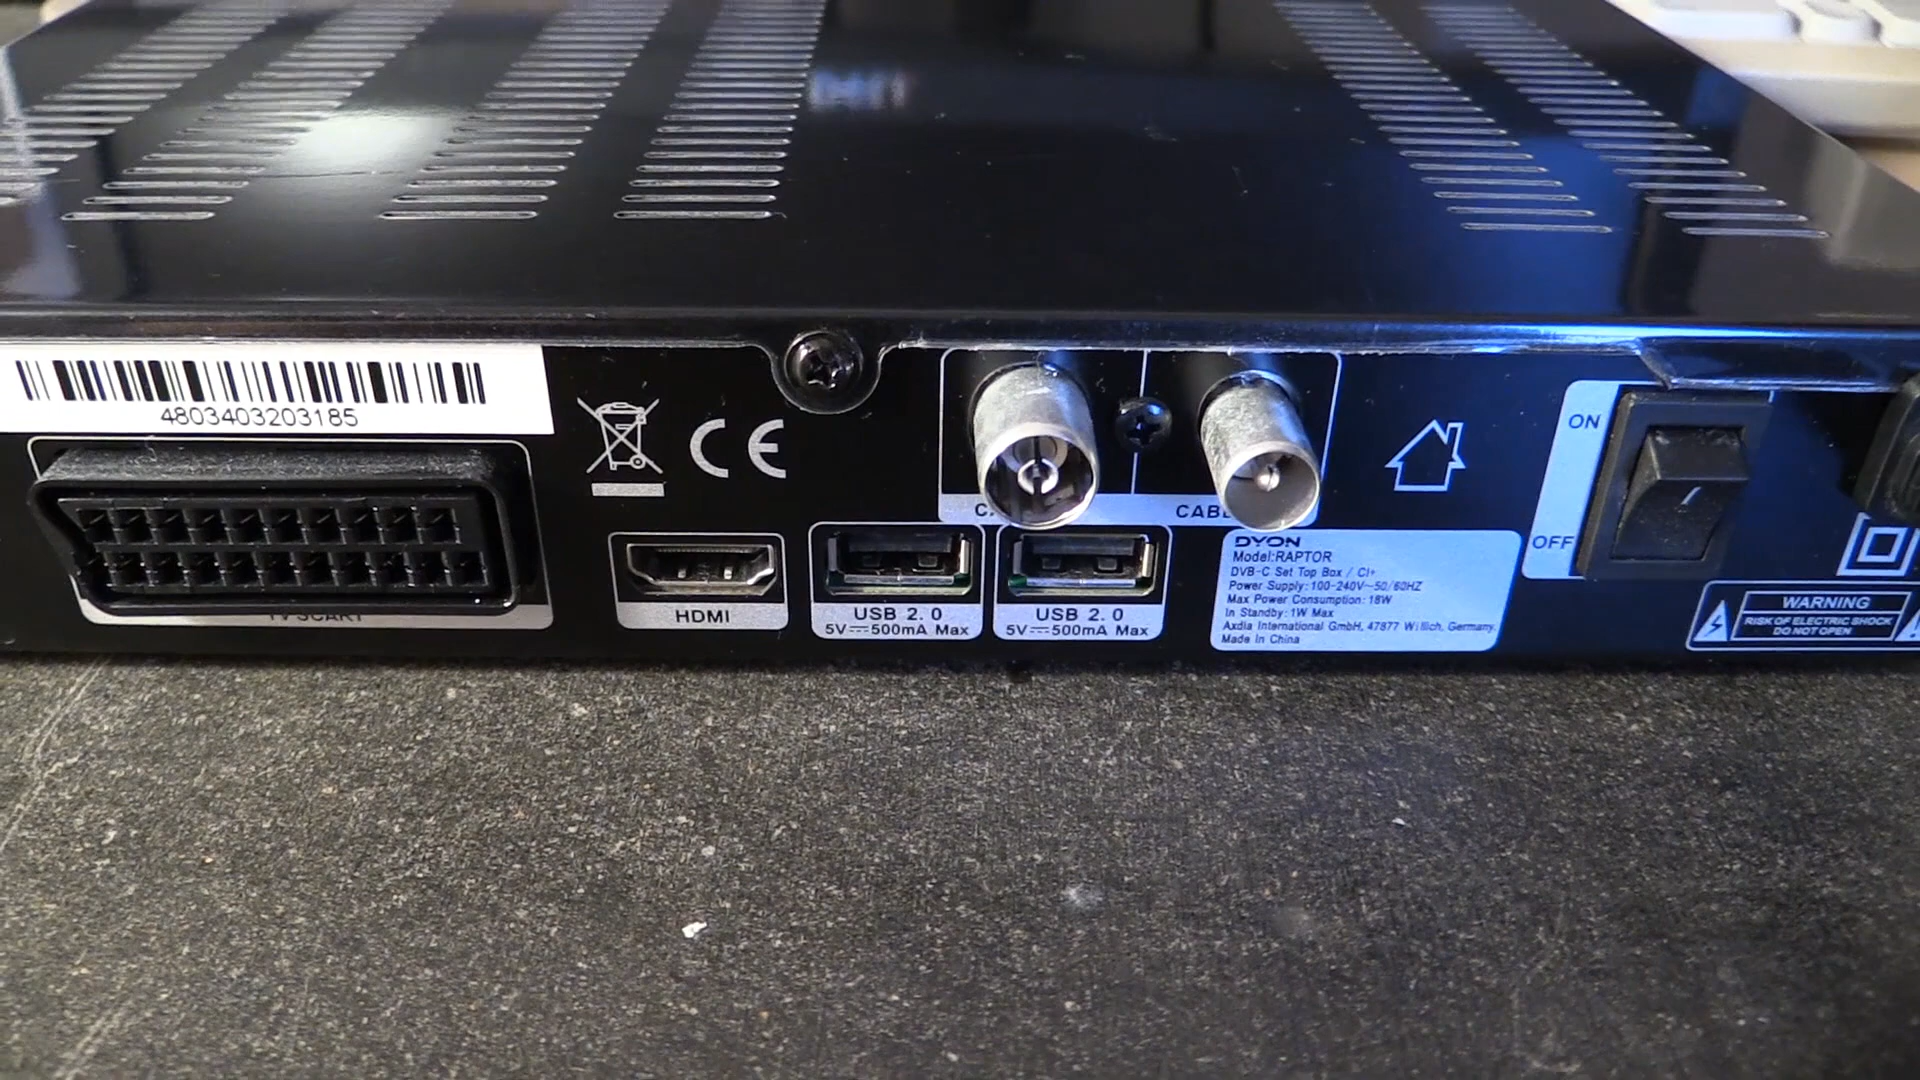 4803403203185
TV SCART
CE
HDMI
USB 2.0
5V⎓500mA Max
USB 2.0
5V⎓500mA Max
DYON
Model:RAPTOR
DVB-C Set Top Box / CI+
Power Supply:100-240V~50/60HZ
Max Power Consumption: 18W
In Standby: 1W Max
Axdia International GmbH, 47877 Willich, Germany.
Made In China
ON
OFF
WARNING
RISK OF ELECTRIC SHOCK
DO NOT OPEN